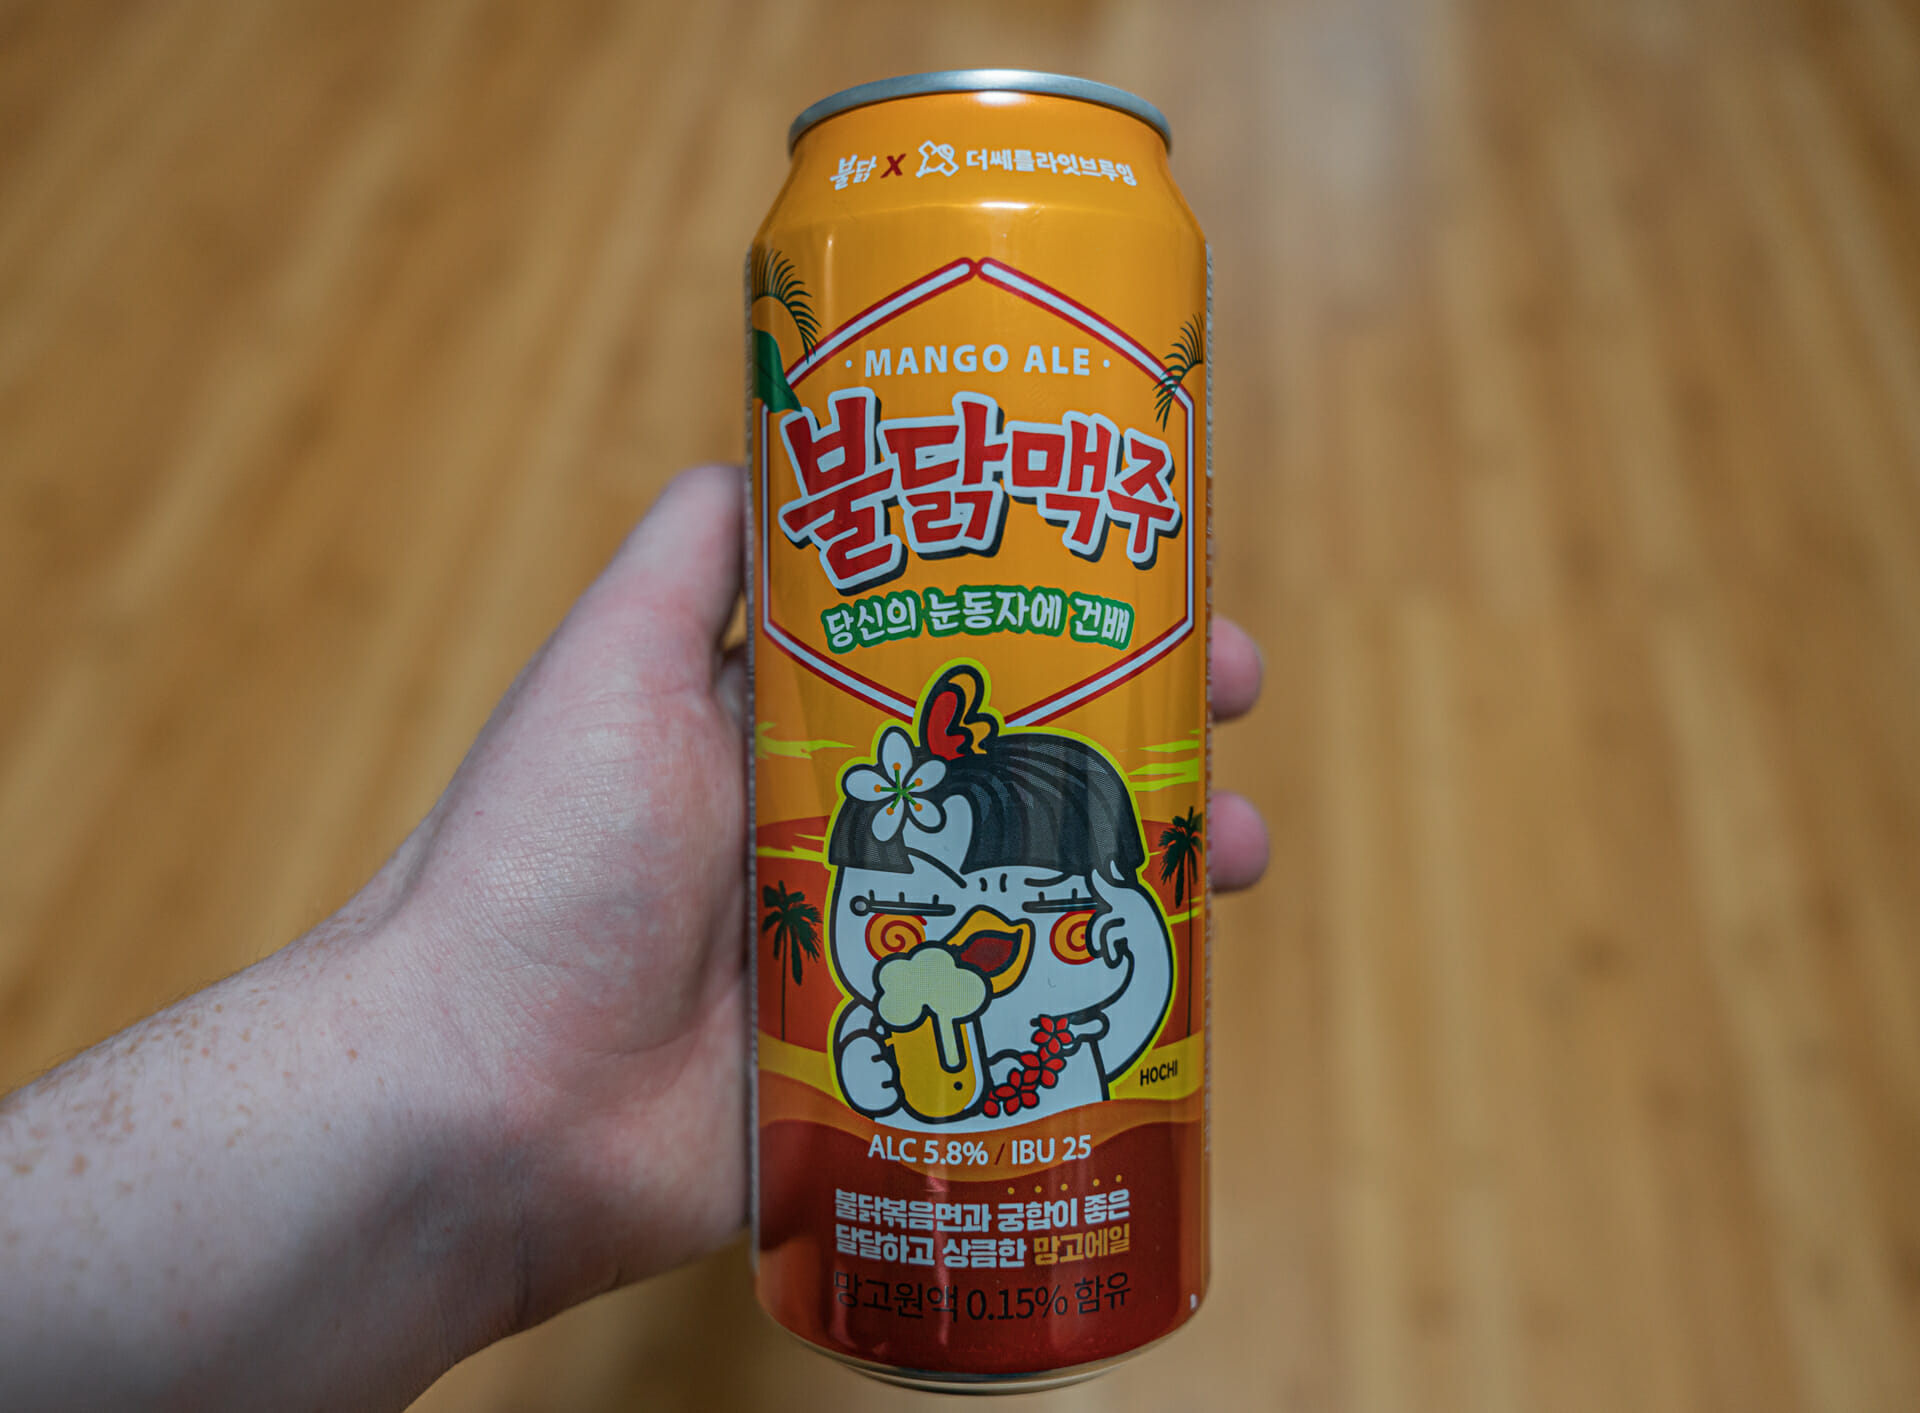 불닭 X 더쎄를라잇브루잉
· MANGO ALE ·
불닭맥주
당신의 눈동자에 건배
HOCHI
ALC 5.8% / IBU 25
불닭볶음면과 궁합이 좋은
달달하고 상큼한 망고에일
망고원액 0.15% 함유